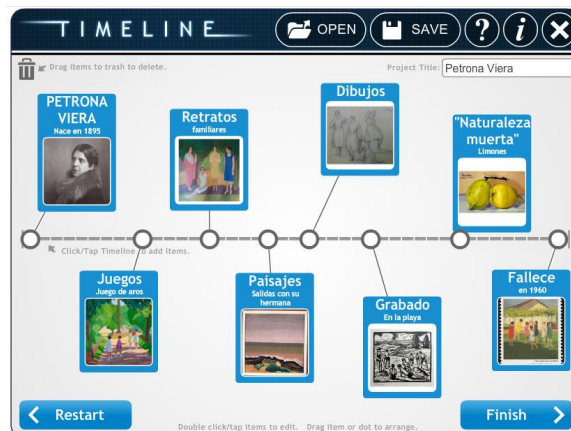 TIMELINE
OPEN
SAVE
?
i
X
Drag items to trash to delete.
Project Title:
Petrona Viera
PETRONA
VIERA
Nace en 1895
Retratos
familiares
Dibujos
"Naturaleza
muerta"
Limones
Click/Tap Timeline to add items.
Juegos
Juego de aros
Paisajes
Salidas con su
hermana
Grabado
En la playa
Fallece
en 1960
Restart
Double click/tap items to edit. Drag item or dot to arrange.
Finish